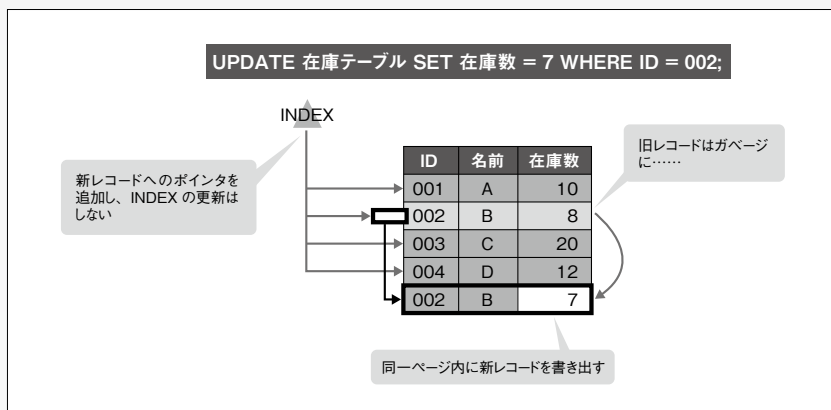 UPDATE 在庫テーブル SET 在庫数 = 7 WHERE ID = 002;
INDEX
新レコードへのポインタを
追加し、INDEX の更新は
しない
旧レコードはガベージ
に……
ID 名前 在庫数
001 A 10
002 B 8
003 C 20
004 D 12
002 B 7
同一ページ内に新レコードを書き出す